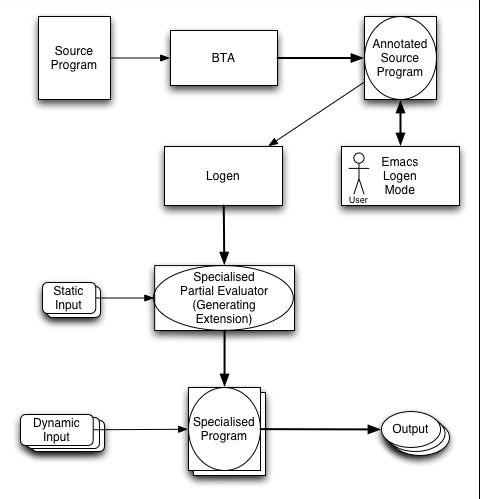 Source
Program
BTA
Annotated
Source
Program
Logen
Emacs
Logen
Mode
User
Specialised
Partial Evaluator
(Generating
Extension)
Static
Input
Dynamic
Input
Specialised
Program
Output